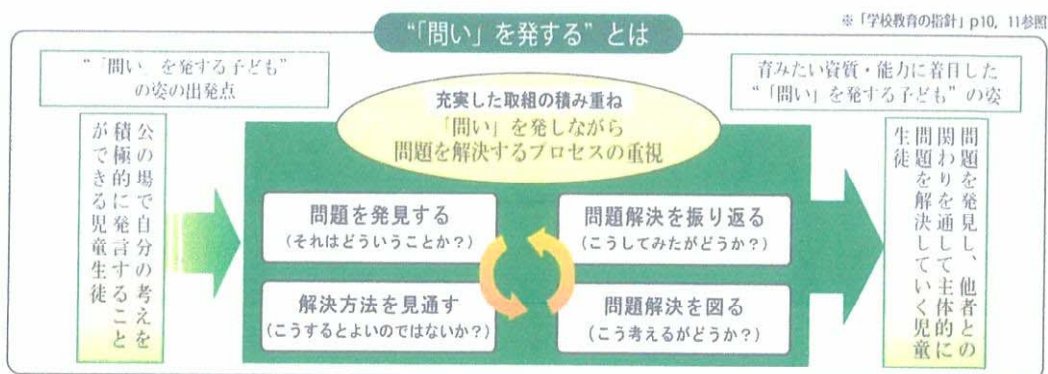 ※「学校教育の指針」p10, 11参照
“「問い」を発する”とは
“「問い」を発する子ども”
の姿の出発点
公の場で自分の考えを
積極的に発言すること
ができる児童生徒
充実した取組の積み重ね
「問い」を発しながら
問題を解決するプロセスの重視
問題を発見する
(それはどういうことか?)
解決方法を見通す
(こうするとよいのではないか?)
問題解決を振り返る
(こうしてみたがどうか?)
問題解決を図る
(こう考えるがどうか?)
育みたい資質・能力に着目した
“「問い」を発する子ども”の姿
問題を発見し、他者との
関わりを通して主体的に
問題を解決していく児童
生徒